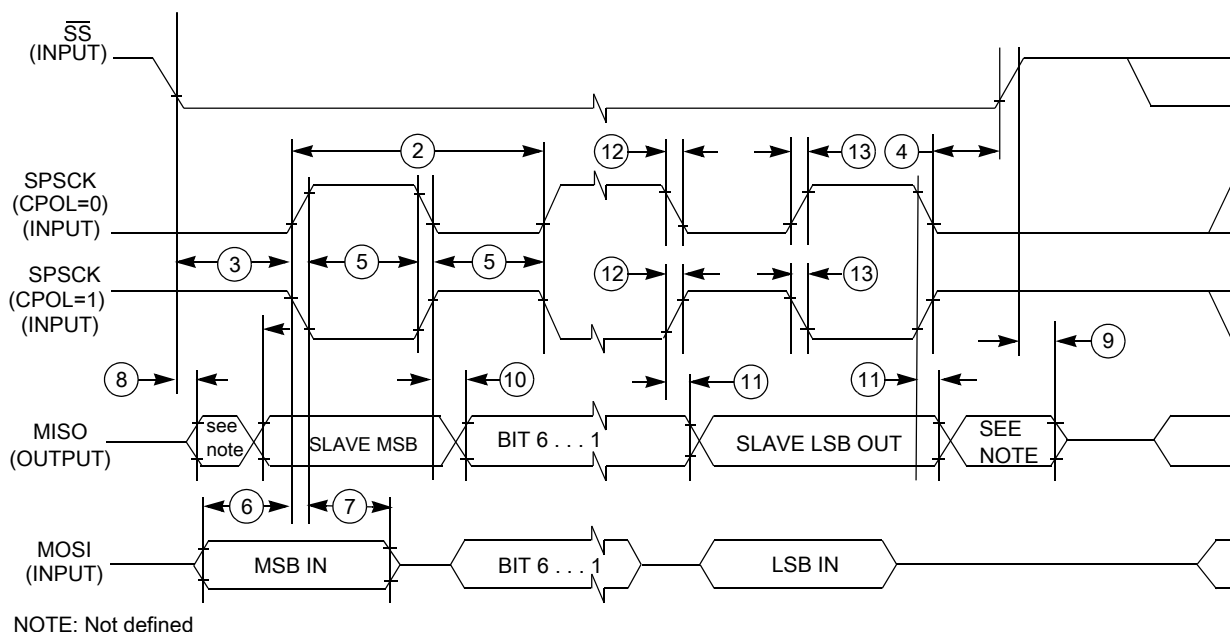 SS
(INPUT)
2
12
13
4
SPSCK
(CPOL=0)
(INPUT)
3
5
5
SPSCK
(CPOL=1)
(INPUT)
12
13
8
10
11
11
9
MISO
(OUTPUT)
see
note
SLAVE MSB
BIT 6 . . . 1
SLAVE LSB OUT
SEE
NOTE
6
7
MOSI
(INPUT)
MSB IN
BIT 6 . . . 1
LSB IN
NOTE: Not defined